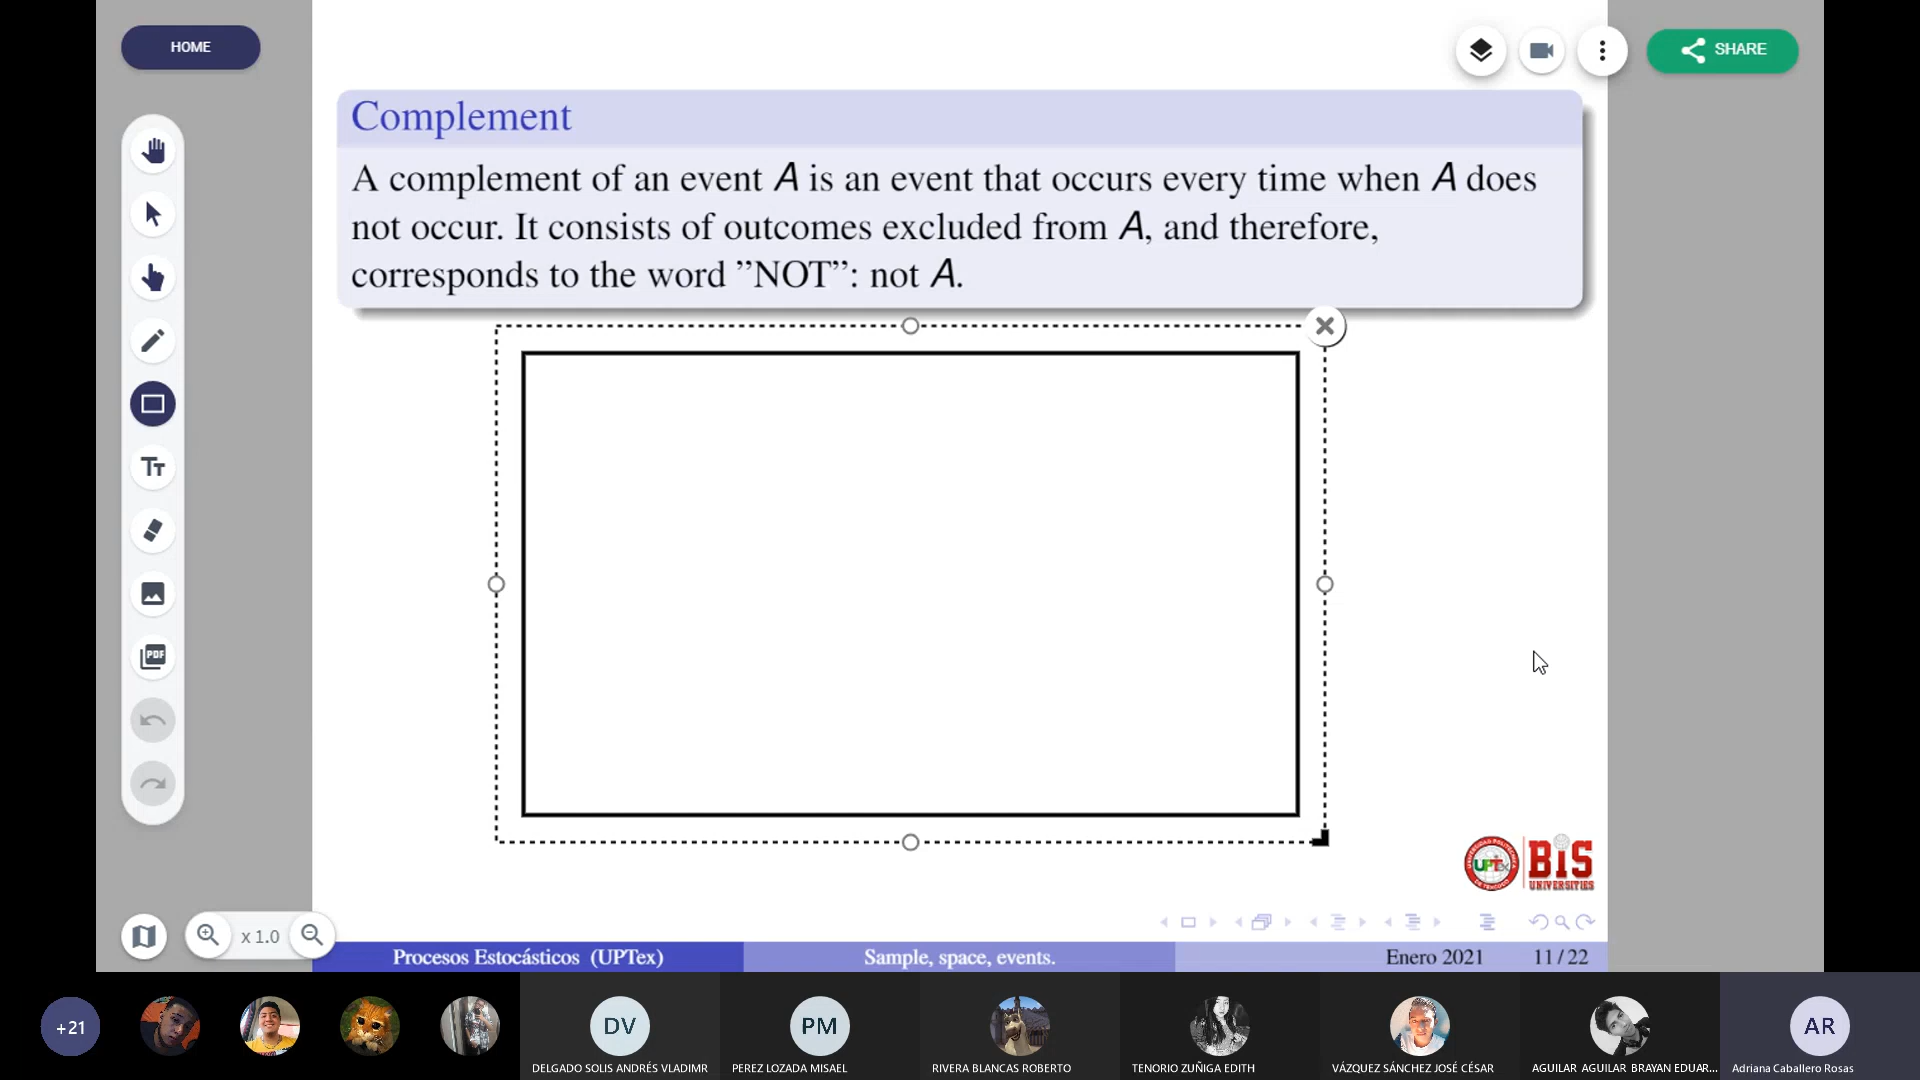 HOME
SHARE
Complement
A complement of an event A is an event that occurs every time when A does
not occur. It consists of outcomes excluded from A, and therefore,
corresponds to the word ”NOT”: not A.
Tт
PDF
UPTex
BIS
UNIVERSITIES
x 1.0
Procesos Estocásticos (UPTex)
Sample, space, events.
Enero 2021
11 / 22
+21
DV
PM
AR
DELGADO SOLIS ANDRÉS VLADIMR
PEREZ LOZADA MISAEL
RIVERA BLANCAS ROBERTO
TENORIO ZUÑIGA EDITH
VÁZQUEZ SÁNCHEZ JOSÉ CÉSAR
AGUILAR AGUILAR BRAYAN EDUAR...
Adriana Caballero Rosas